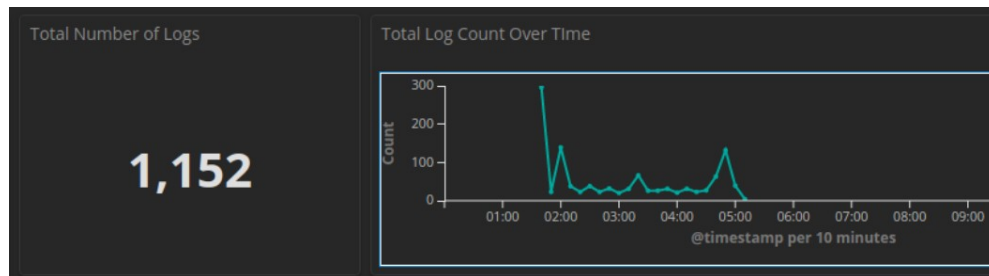 Total Number of Logs
1,152
Total Log Count Over TIme
300
200
100
0
Count
01:00 02:00 03:00 04:00 05:00 06:00 07:00 08:00 09:00
@timestamp per 10 minutes